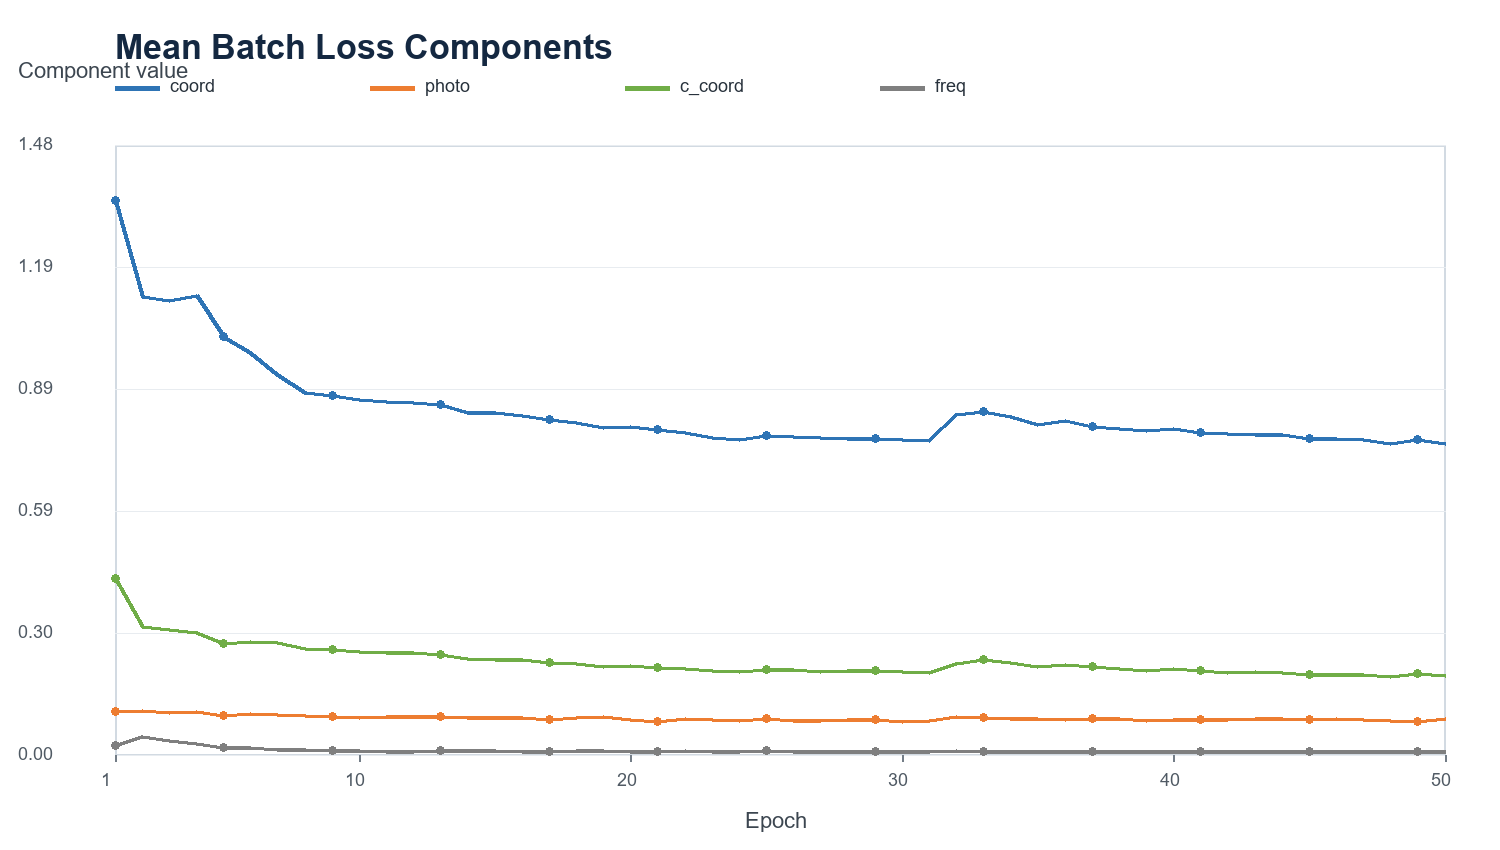 Mean Batch Loss Components
Component value
coord photo c_coord freq
1.48
1.19
0.89
0.59
0.30
0.00
1 10 20 30 40 50
Epoch